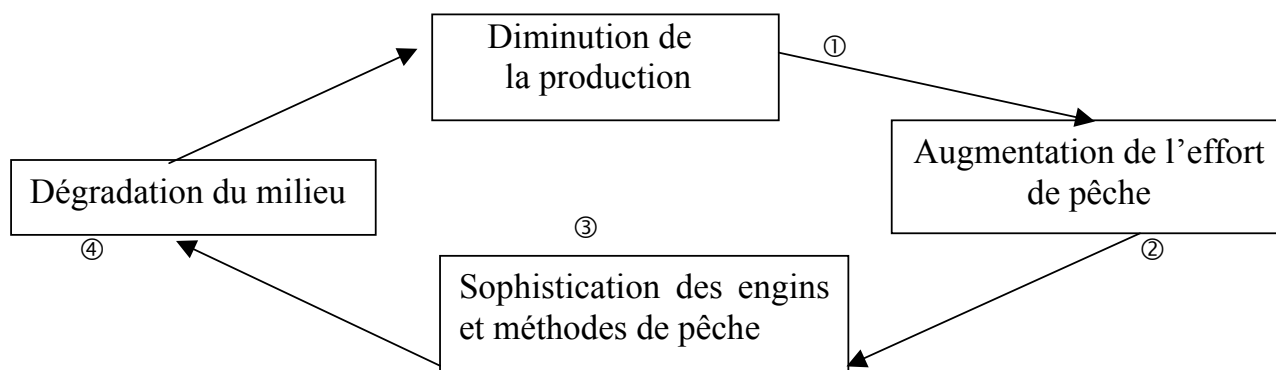 Diminution de
la production
①
Augmentation de l’effort
de pêche
②
③
Sophistication des engins
et méthodes de pêche
Dégradation du milieu
④